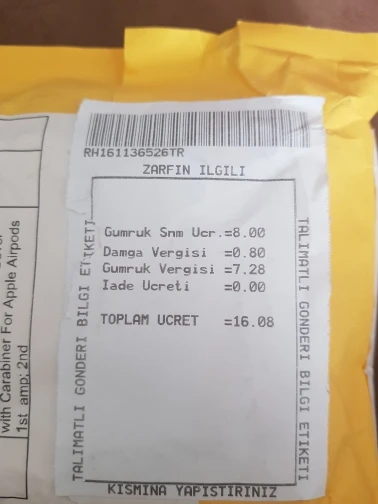 RH161136526TR
ZARFIN ILGILI
Gumruk Snm Ucr.=8.00
Damga Vergisi =0.80
Gumruk Vergisi =7.28
Iade Ucreti =0.00
TOPLAM UCRET =16.08
TALIMATLI GONDERI BILGI ETIKETI
TALIMATLI GONDERI BILGI ETIKETI
KISMINA YAPISTIRINIZ
with Carabiner For Apple Airpods
1st amp; 2nd